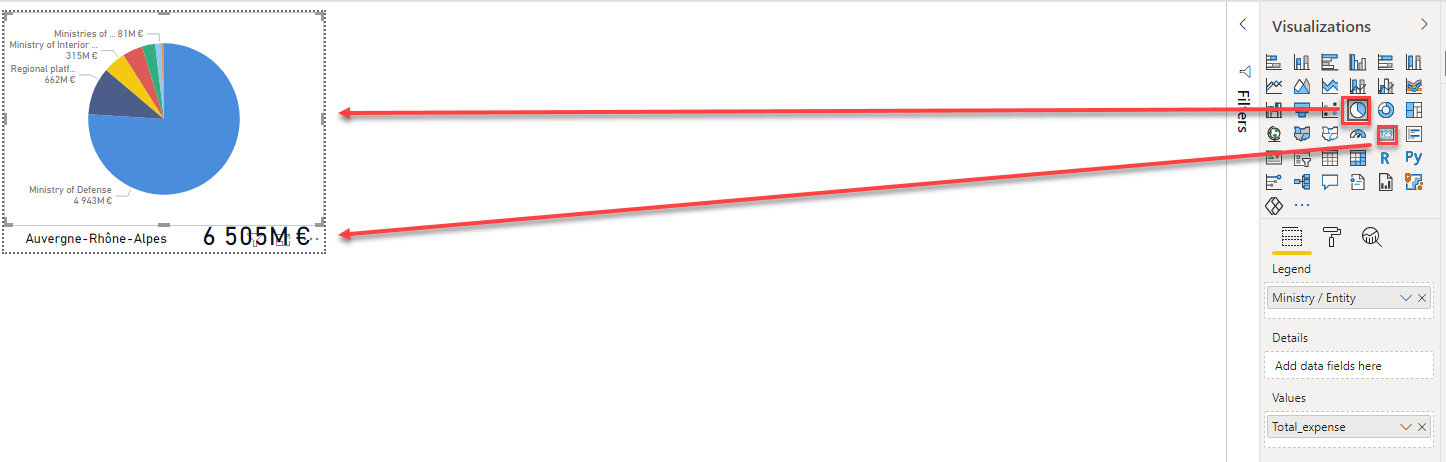 Ministries of ... 81M €
Ministry of Interior ...
315M €
Regional platf...
662M €
Ministry of Defense
4 943M €
Auvergne-Rhône-Alpes
6 505M €
Filters
Visualizations
123
R
Py
Legend
Ministry / Entity
Details
Add data fields here
Values
Total_expense